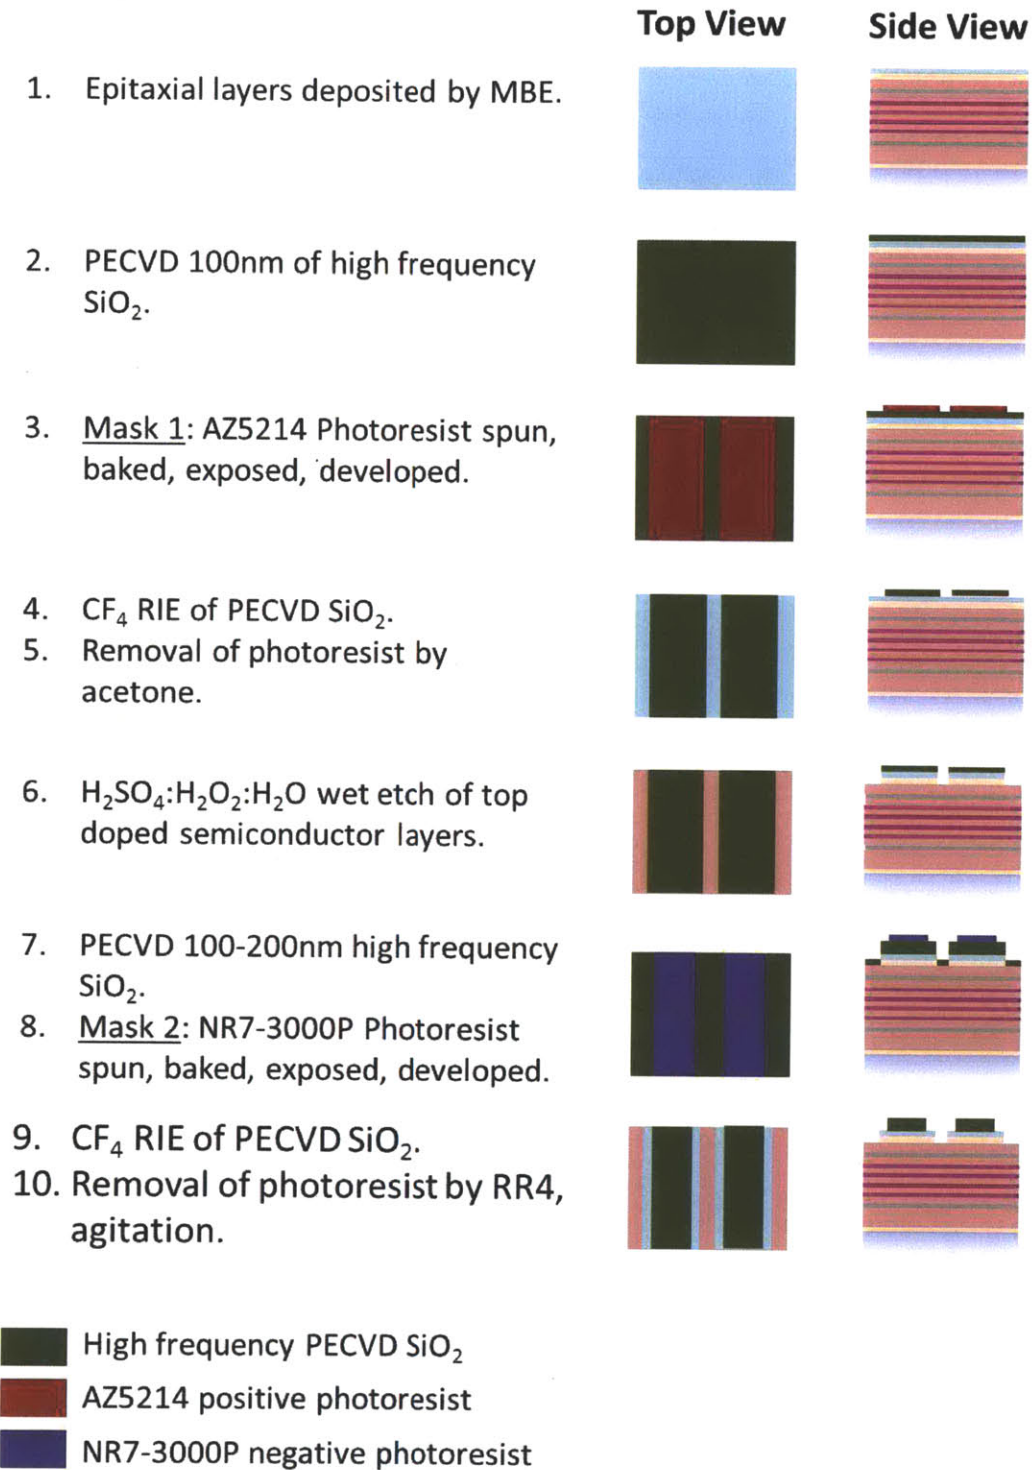 Top View
Side View
1. Epitaxial layers deposited by MBE.
2. PECVD 100nm of high frequency
SiO₂.
3. Mask 1: AZ5214 Photoresist spun,
baked, exposed, developed.
4. CF₄ RIE of PECVD SiO₂.
5. Removal of photoresist by
acetone.
6. H₂SO₄:H₂O₂:H₂O wet etch of top
doped semiconductor layers.
7. PECVD 100-200nm high frequency
SiO₂.
8. Mask 2: NR7-3000P Photoresist
spun, baked, exposed, developed.
9. CF₄ RIE of PECVD SiO₂.
10. Removal of photoresist by RR4,
agitation.
High frequency PECVD SiO₂
AZ5214 positive photoresist
NR7-3000P negative photoresist